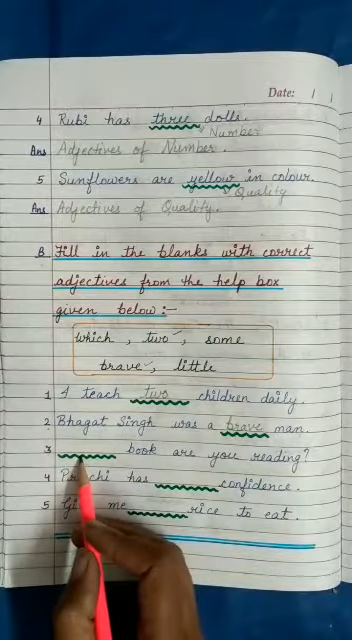 Date: / /
4 Rubi has three dolls.
Number
Ans Adjectives of Number.
5 Sunflowers are yellow in colour.
Quality
Ans Adjectives of Quality.
B Fill in the blanks with correct
adjectives from the help box
given below:-
which, two, some
brave, little
1 I teach two children daily.
2 Bhagat Singh was a brave man.
3 book are you reading?
4 has confidence.
5 me rice to eat.